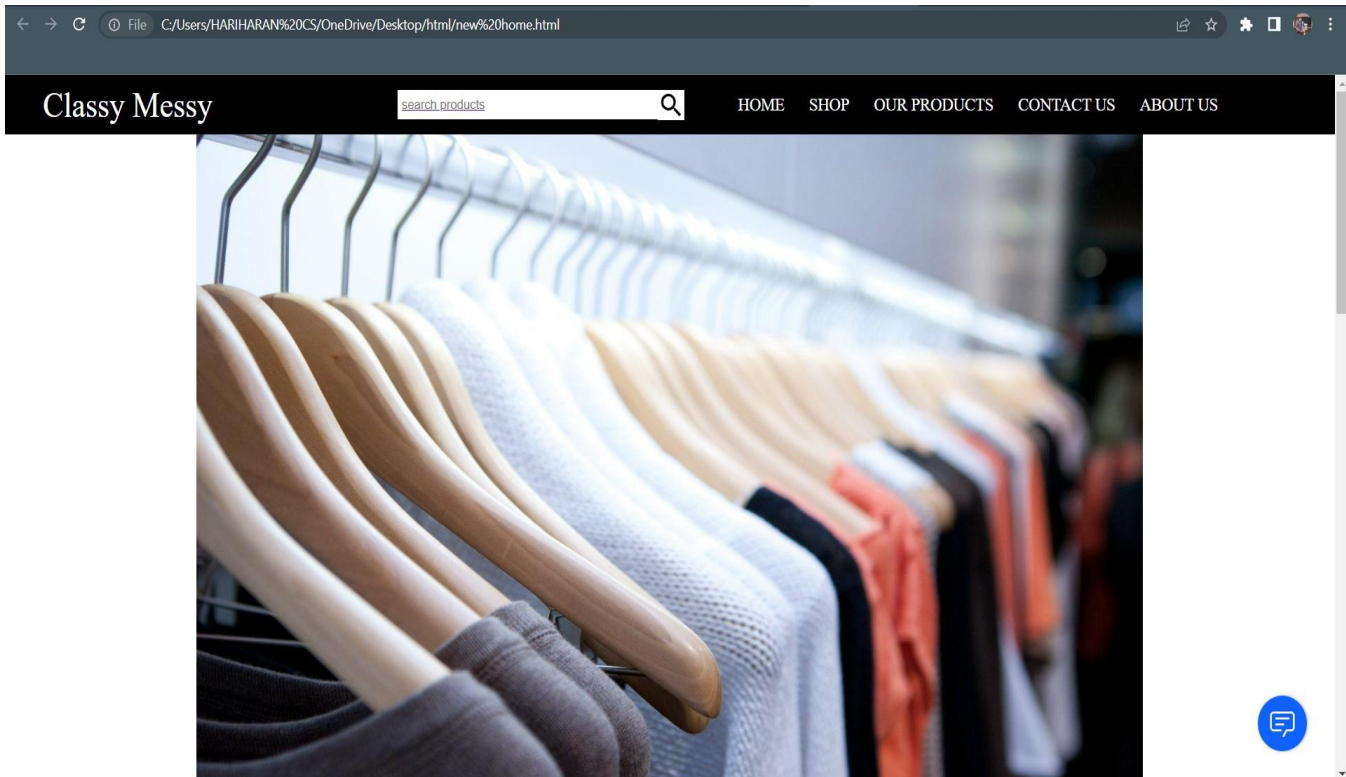 File C:/Users/HARIHARAN%20CS/OneDrive/Desktop/html/new%20home.html
Classy Messy
search products
HOME SHOP OUR PRODUCTS CONTACT US ABOUT US